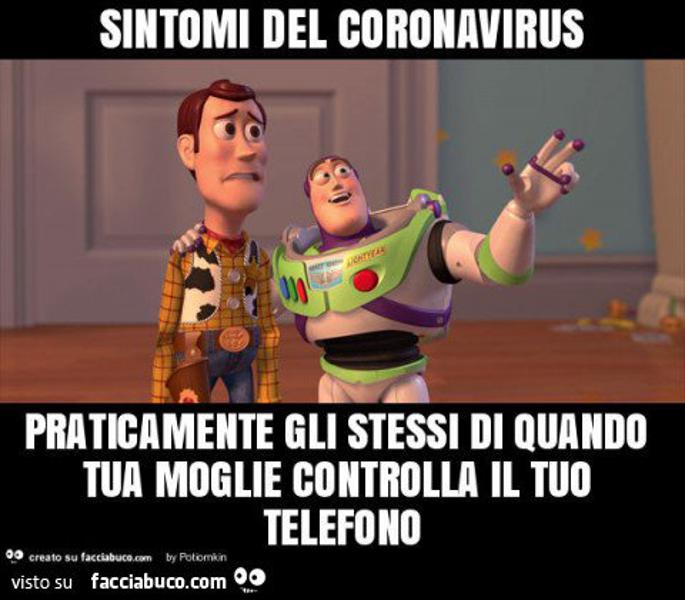 SINTOMI DEL CORONAVIRUS
LIGHTYEAR
PRATICAMENTE GLI STESSI DI QUANDO
TUA MOGLIE CONTROLLA IL TUO
TELEFONO
creato su facciabuco.com by Potiomkin
visto su facciabuco.com